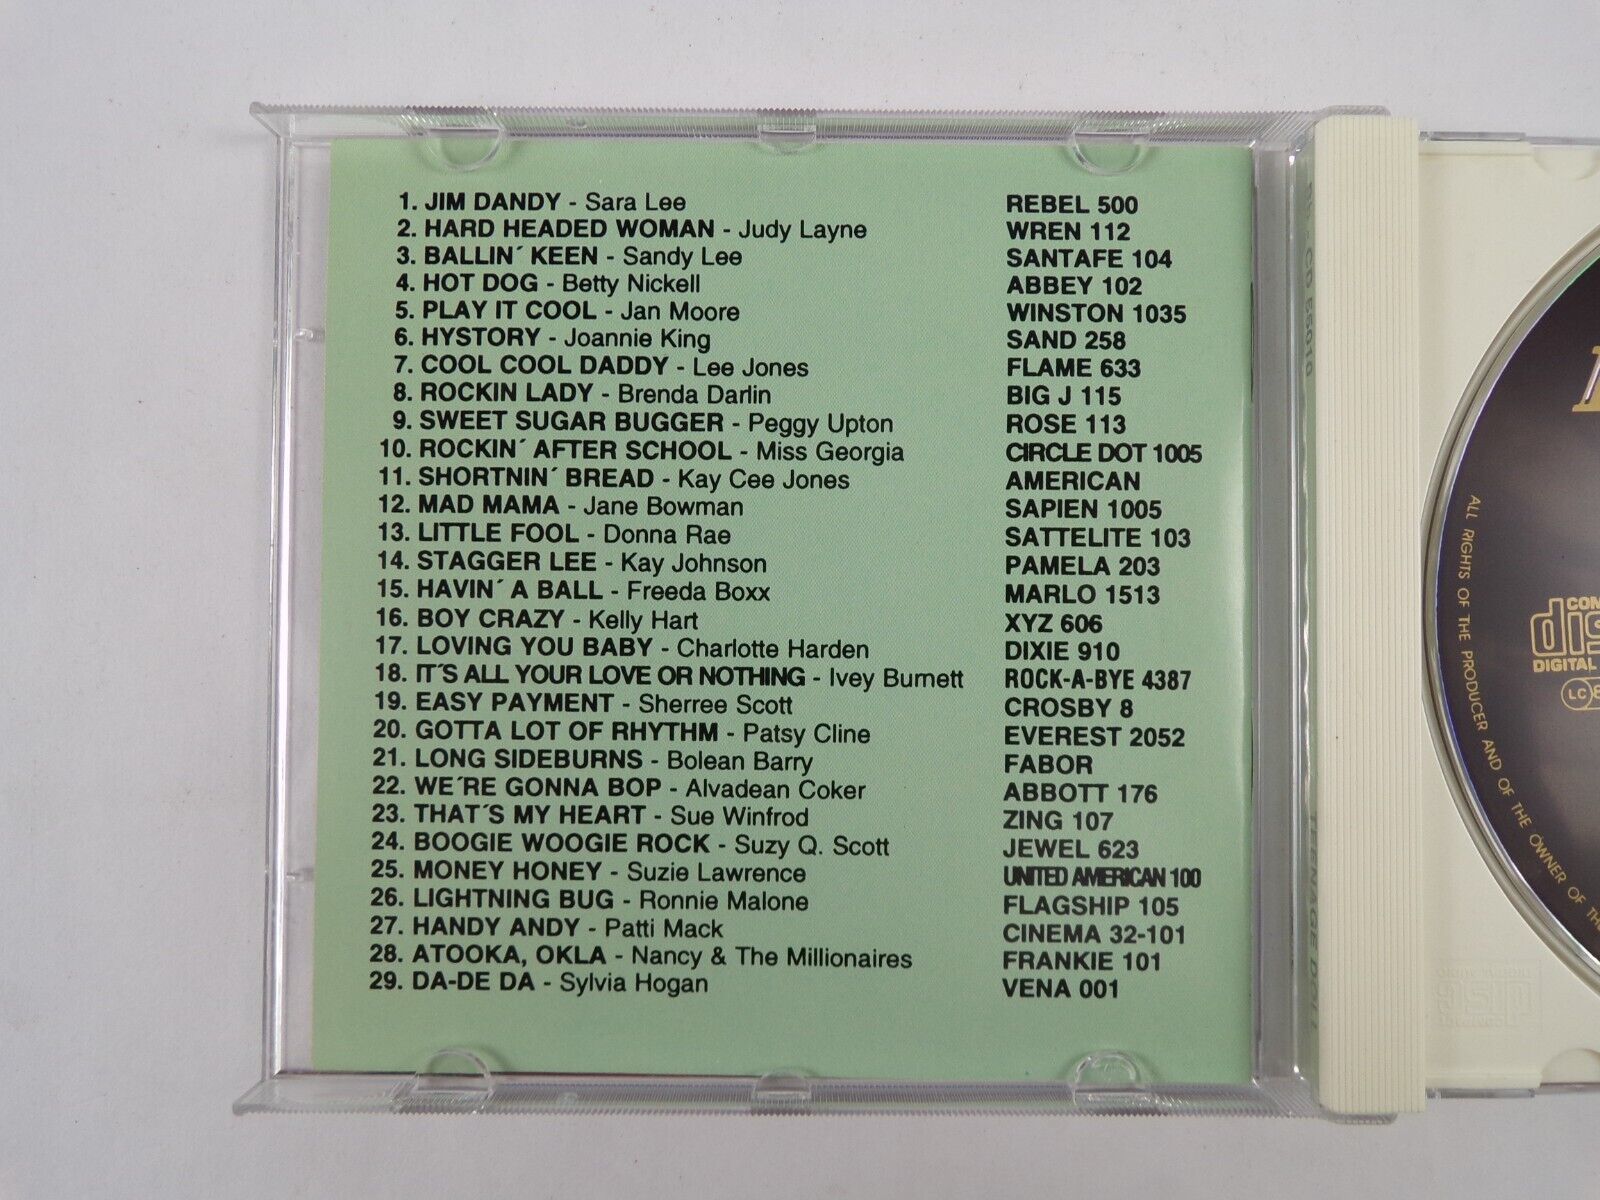 1. JIM DANDY - Sara Lee REBEL 500
2. HARD HEADED WOMAN - Judy Layne WREN 112
3. BALLIN´ KEEN - Sandy Lee SANTAFE 104
4. HOT DOG - Betty Nickell ABBEY 102
5. PLAY IT COOL - Jan Moore WINSTON 1035
6. HYSTORY - Joannie King SAND 258
7. COOL COOL DADDY - Lee Jones FLAME 633
8. ROCKIN LADY - Brenda Darlin BIG J 115
9. SWEET SUGAR BUGGER - Peggy Upton ROSE 113
10. ROCKIN´ AFTER SCHOOL - Miss Georgia CIRCLE DOT 1005
11. SHORTNIN´ BREAD - Kay Cee Jones AMERICAN
12. MAD MAMA - Jane Bowman SAPIEN 1005
13. LITTLE FOOL - Donna Rae SATTELITE 103
14. STAGGER LEE - Kay Johnson PAMELA 203
15. HAVIN´ A BALL - Freeda Boxx MARLO 1513
16. BOY CRAZY - Kelly Hart XYZ 606
17. LOVING YOU BABY - Charlotte Harden DIXIE 910
18. IT´S ALL YOUR LOVE OR NOTHING - Ivey Burnett ROCK-A-BYE 4387
19. EASY PAYMENT - Sherree Scott CROSBY 8
20. GOTTA LOT OF RHYTHM - Patsy Cline EVEREST 2052
21. LONG SIDEBURNS - Bolean Barry FABOR
22. WE´RE GONNA BOP - Alvadean Coker ABBOTT 176
23. THAT´S MY HEART - Sue Winfrod ZING 107
24. BOOGIE WOOGIE ROCK - Suzy Q. Scott JEWEL 623
25. MONEY HONEY - Suzie Lawrence UNITED AMERICAN 100
26. LIGHTNING BUG - Ronnie Malone FLAGSHIP 105
27. HANDY ANDY - Patti Mack CINEMA 32-101
28. ATOOKA, OKLA - Nancy & The Millionaires FRANKIE 101
29. DA-DE DA - Sylvia Hogan VENA 001
CD 55010
TEENAGE DOLL
COM
dis
DIGITAL
LC 8
ALL RIGHTS OF THE PRODUCER AND OF THE OWNER OF TH